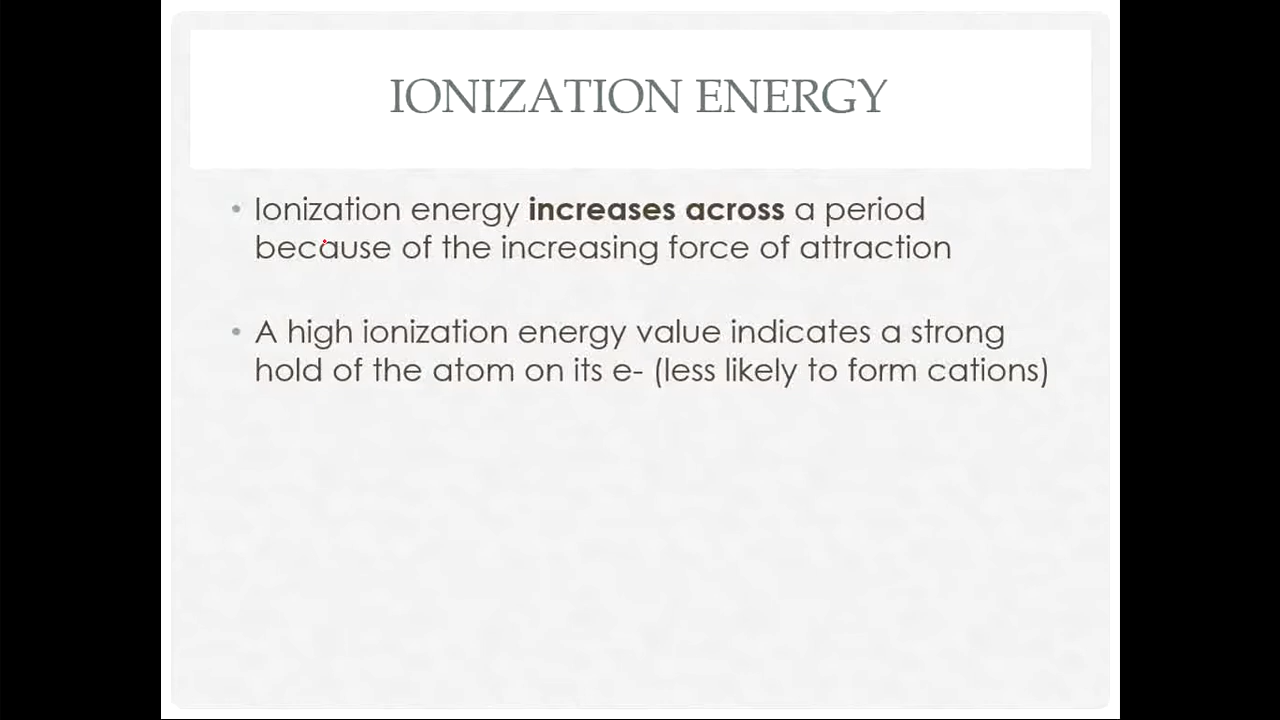 IONIZATION ENERGY
• Ionization energy increases across a period
because of the increasing force of attraction
• A high ionization energy value indicates a strong
hold of the atom on its e- (less likely to form cations)